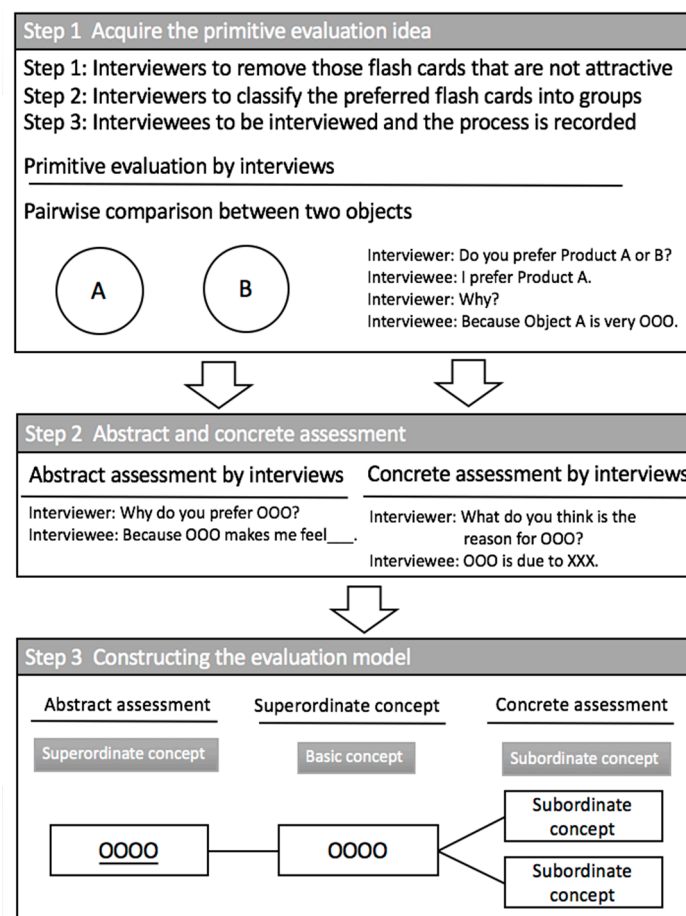 Step 1 Acquire the primitive evaluation idea
Step 1: Interviewers to remove those flash cards that are not attractive
Step 2: Interviewers to classify the preferred flash cards into groups
Step 3: Interviewees to be interviewed and the process is recorded
Primitive evaluation by interviews
Pairwise comparison between two objects
A
B
Interviewer: Do you prefer Product A or B?
Interviewee: I prefer Product A.
Interviewer: Why?
Interviewee: Because Object A is very OOO.
Step 2 Abstract and concrete assessment
Abstract assessment by interviews
Interviewer: Why do you prefer OOO?
Interviewee: Because OOO makes me feel___.
Concrete assessment by interviews
Interviewer: What do you think is the
reason for OOO?
Interviewee: OOO is due to XXX.
Step 3 Constructing the evaluation model
Abstract assessment
Superordinate concept
Concrete assessment
Superordinate concept
Basic concept
Subordinate concept
OOOO
OOOO
Subordinate
concept
Subordinate
concept